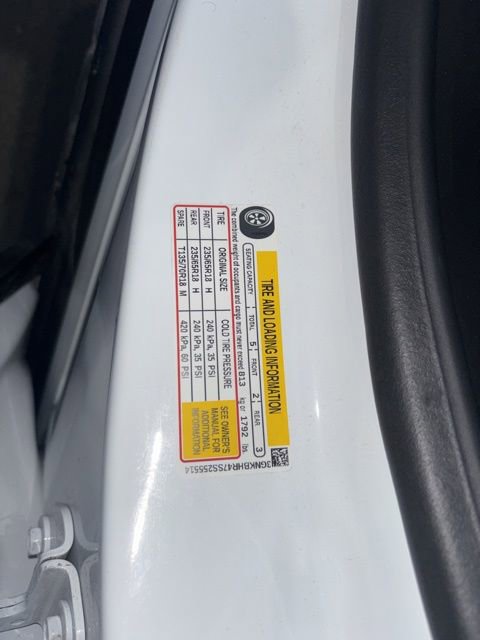 TIRE AND LOADING INFORMATION
SEATING CAPACITY TOTAL 5 FRONT 2 REAR 3
The combined weight of occupants and cargo must never exceed 813 kg or 1792 lbs
TIRE ORIGINAL SIZE COLD TIRE PRESSURE
FRONT 235/65R18 H 240 kPa, 35 PSI
REAR 235/65R18 H 240 kPa, 35 PSI
SPARE T135/70R18 M 420 kPa, 60 PSI
SEE OWNER'S
MANUAL FOR
ADDITIONAL
INFORMATION
3GNKBHR47SS255514